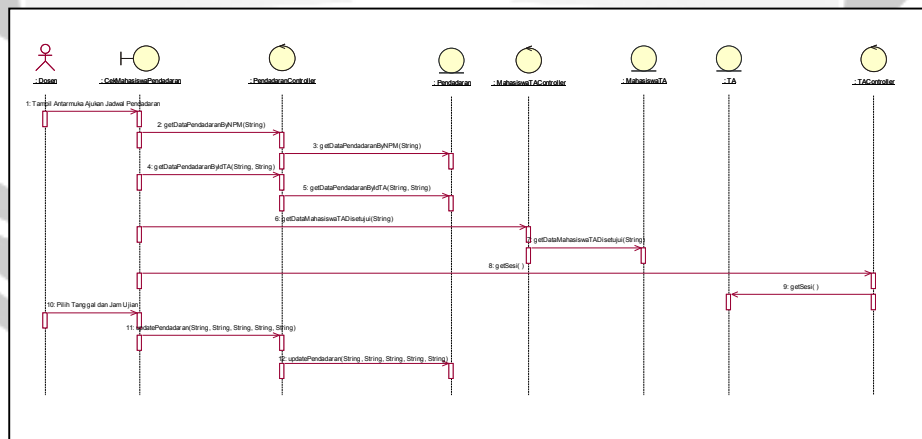 : Dosen
: CekMahasiswaPendadaran
: PendadaranController
: Pendadaran
: MahasiswaTAController
: MahasiswaTA
: TA
: TAController
1: Tampil Antarmuka Ajukan Jadwal Pendadaran
2: getDataPendadaranByNPM(String)
3: getDataPendadaranByNPM(String)
4: getDataPendadaranByIdTA(String, String)
5: getDataPendadaranByIdTA(String, String)
6: getDataMahasiswaTADisetujui(String)
7: getDataMahasiswaTADisetujui(String)
8: getSesi( )
9: getSesi( )
10: Pilih Tanggal dan Jam Ujian
11: updatePendadaran(String, String, String, String, String)
12: updatePendadaran(String, String, String, String, String)